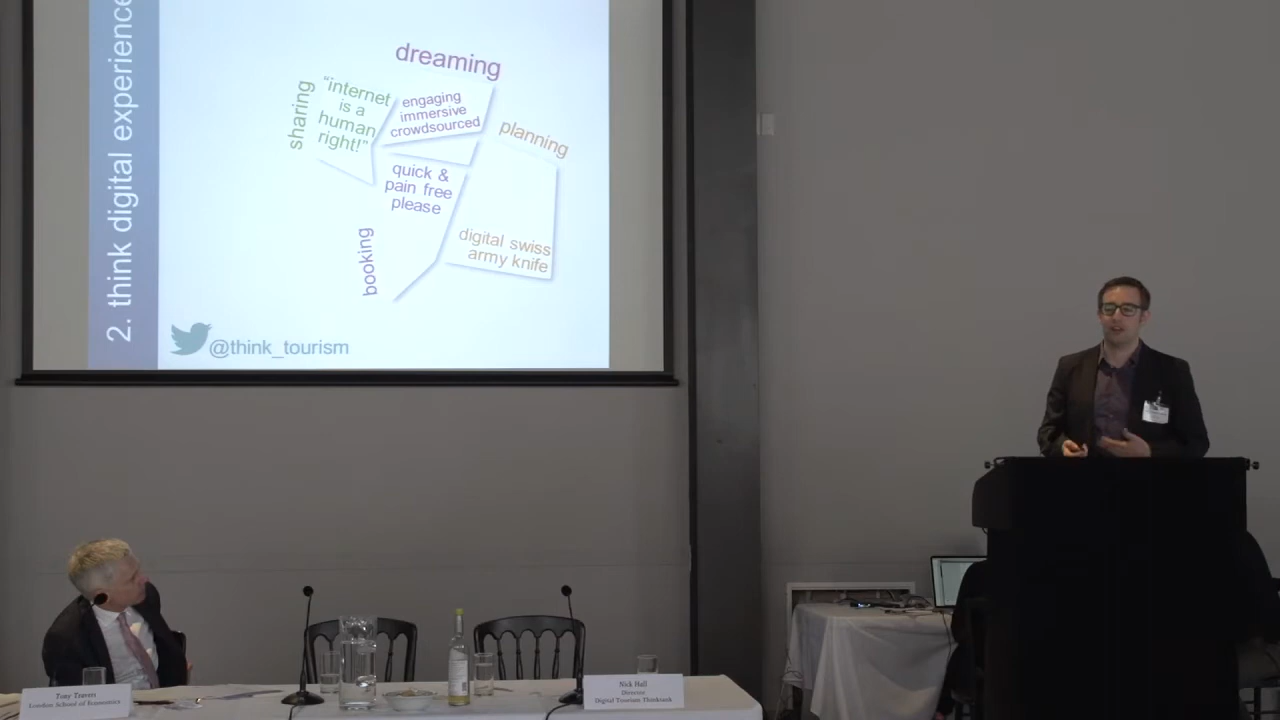 2. think digital experience
dreaming
sharing
"internet
is a
human
right!"
engaging
immersive
crowdsourced
planning
quick &
pain free
please
booking
digital swiss
army knife
@think_tourism
Tony Travers
London School of Economics
Nick Hall
Director
Digital Tourism Thinktank